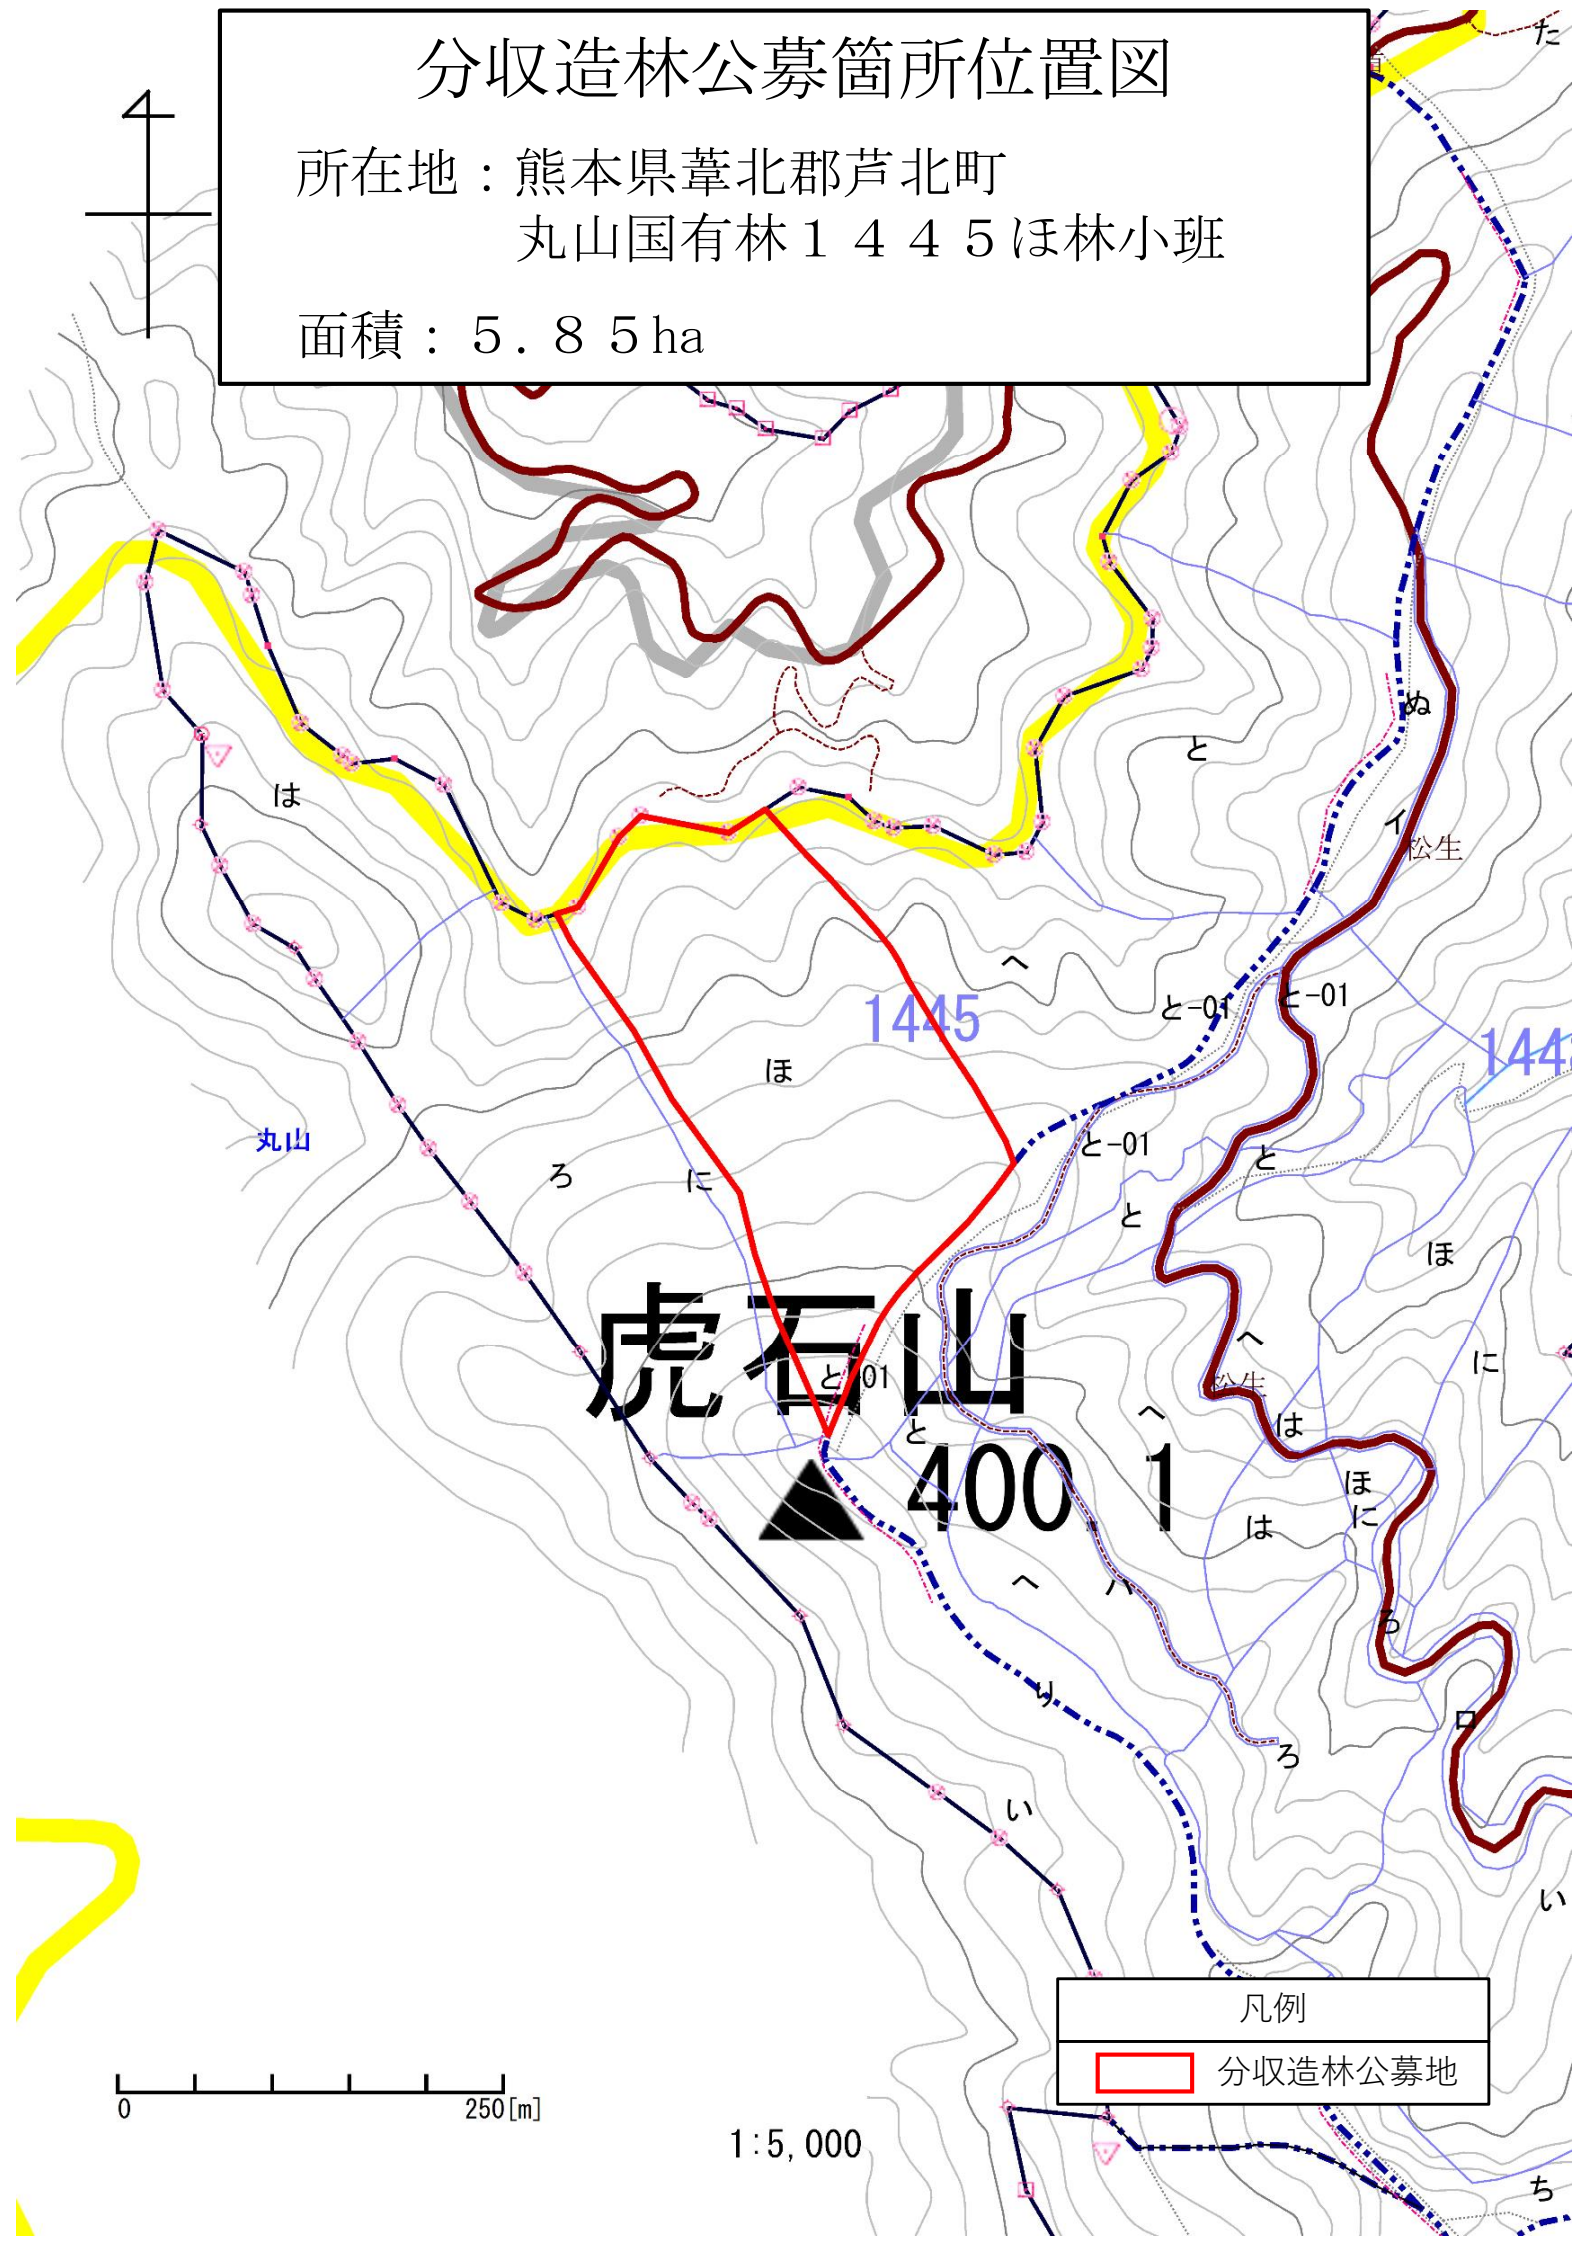 分収造林公募箇所位置図
所在地：熊本県葦北郡芦北町
丸山国有林１４４５ほ林小班
面積：５.８５ha
た
ぬ
と
は
イ
松生
へ
と-01
と-01
1445
ほ
144
丸山
と-01
と
ろ
に
と
ほ
虎石山
へ
に
と-01
松生
へ
は
と
400.1
ほ
は
に
へ
ハ
ろ
り
ロ
ろ
い
い
凡例
分収造林公募地
0
250[m]
1:5,000
ち